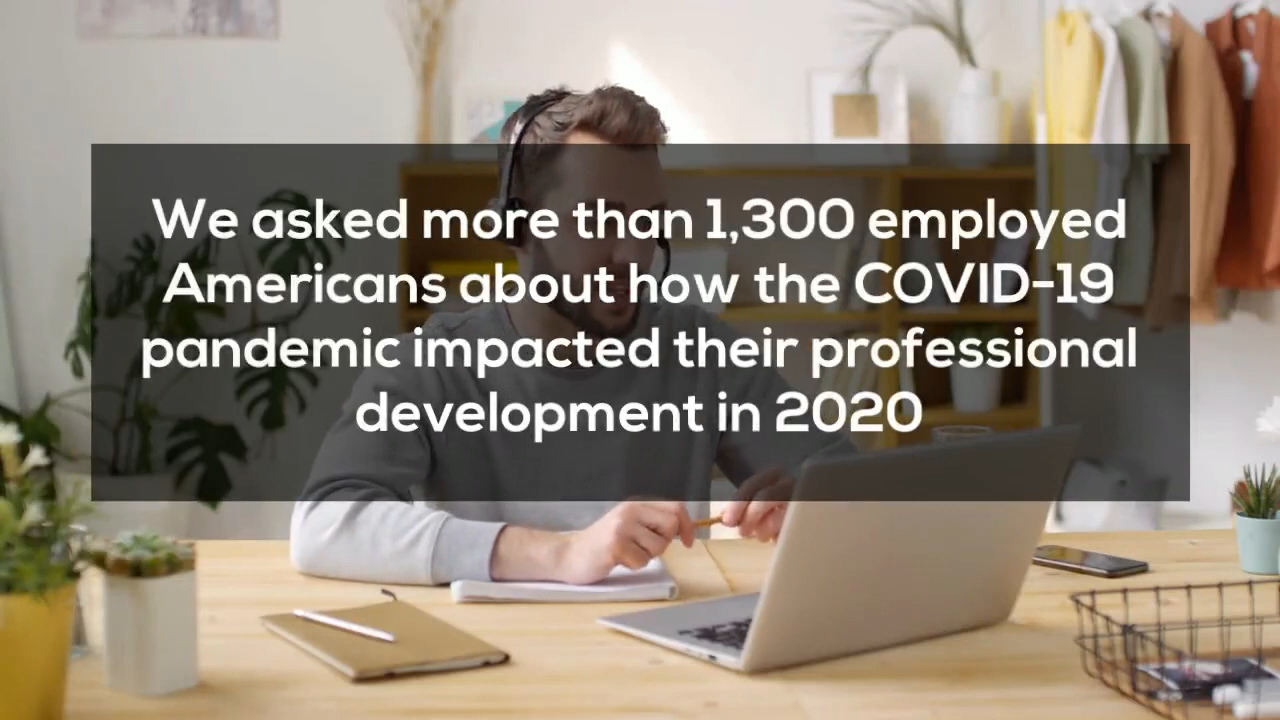 We asked more than 1,300 employed
Americans about how the COVID-19
pandemic impacted their professional
development in 2020